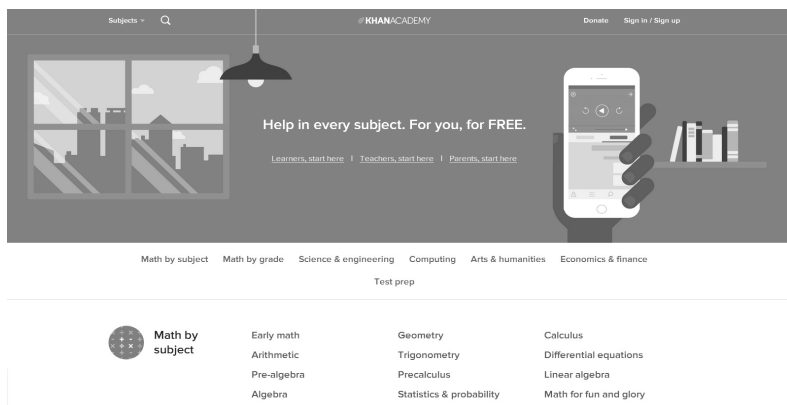 Subjects
KHANACADEMY
Donate
Sign in / Sign up
Help in every subject. For you, for FREE.
Learners, start here | Teachers, start here | Parents, start here
Math by subject Math by grade Science & engineering Computing Arts & humanities Economics & finance
Test prep
Math by
subject
Early math
Arithmetic
Pre-algebra
Algebra
Geometry
Trigonometry
Precalculus
Statistics & probability
Calculus
Differential equations
Linear algebra
Math for fun and glory